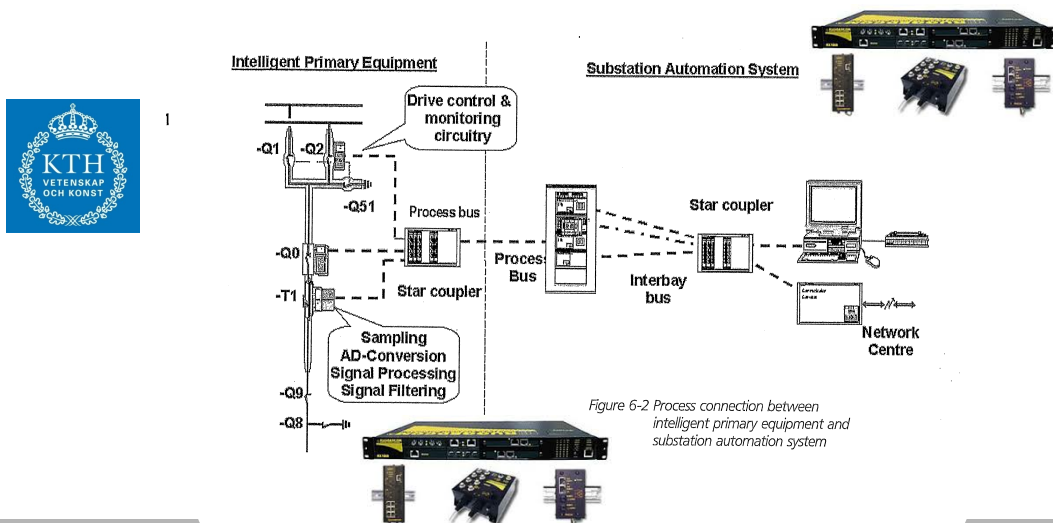 KTH
VETENSKAP
OCH KONST
1
Intelligent Primary Equipment
Substation Automation System
Drive control &
monitoring
circuitry
-Q1
-Q2
-Q51
Process bus
Star coupler
-Q0
-T1
Star coupler
Process
Bus
Interbay
bus
Network
Centre
Sampling
AD-Conversion
Signal Processing
Signal Filtering
-Q9
-Q8
Figure 6-2 Process connection between
intelligent primary equipment and
substation automation system